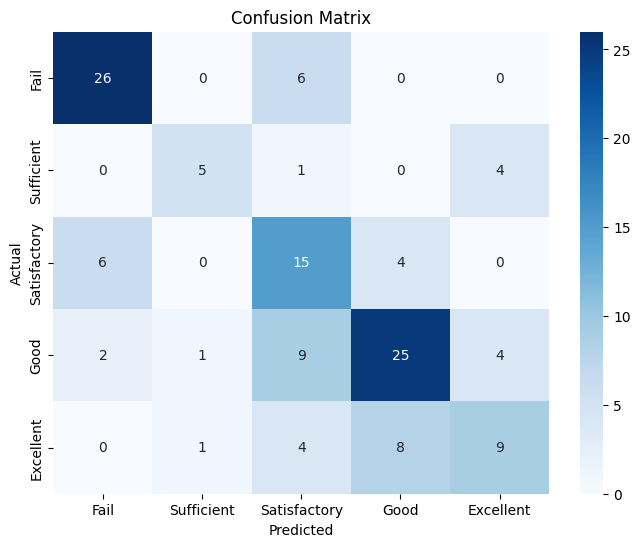 Confusion Matrix
Actual
Fail
Sufficient
Satisfactory
Good
Excellent
26 0 6 0 0
0 5 1 0 4
6 0 15 4 0
2 1 9 25 4
0 1 4 8 9
Fail Sufficient Satisfactory Good Excellent
Predicted
25
20
15
10
5
0